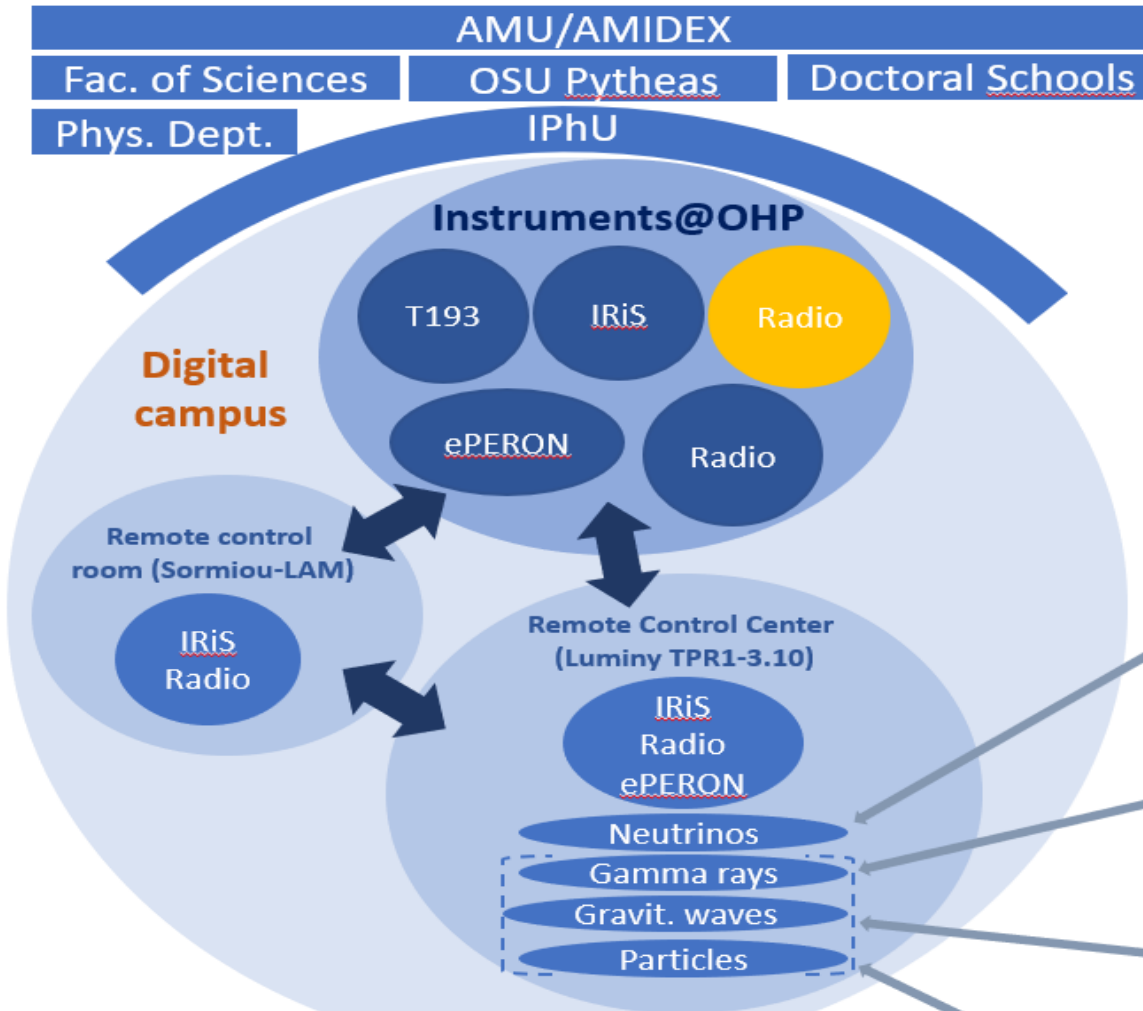 AMU/AMIDEX
Fac. of Sciences
OSU Pytheas
Doctoral Schools
Phys. Dept.
IPhU
Instruments@OHP
T193
IRiS
Radio
Digital
campus
ePERON
Radio
Remote control
room (Sormiou-LAM)
IRiS
Radio
Remote Control Center
(Luminy TPR1-3.10)
IRiS
Radio
ePERON
Neutrinos
Gamma rays
Gravit. waves
Particles